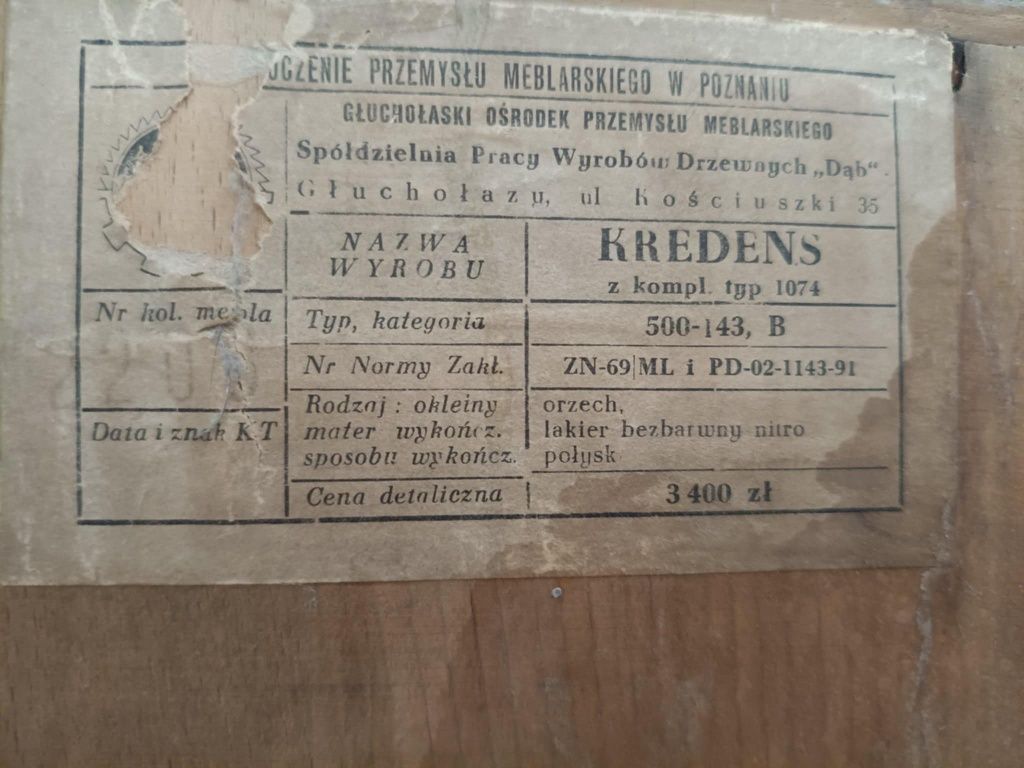 OCZENIE PRZEMYSŁU MEBLARSKIEGO W POZNANIU
GŁUCHOŁASKI OŚRODEK PRZEMYSŁU MEBLARSKIEGO
Spółdzielnia Pracy Wyrobów Drzewnych „Dąb“.
Głuchołazy, ul Kościuszki 35
NAZWA WYROBU
KREDENS
z kompl. typ 1074
Nr kol. mebla
Typ, kategoria
500-143, B
Nr Normy Zakł.
ZN-69/ML i PD-02-1143-91
Data i znak KT
Rodzaj : okleiny
orzech,
mater wykończ.
lakier bezbarwny nitro
sposobu wykończ.
połysk
Cena detaliczna
3 400 zł